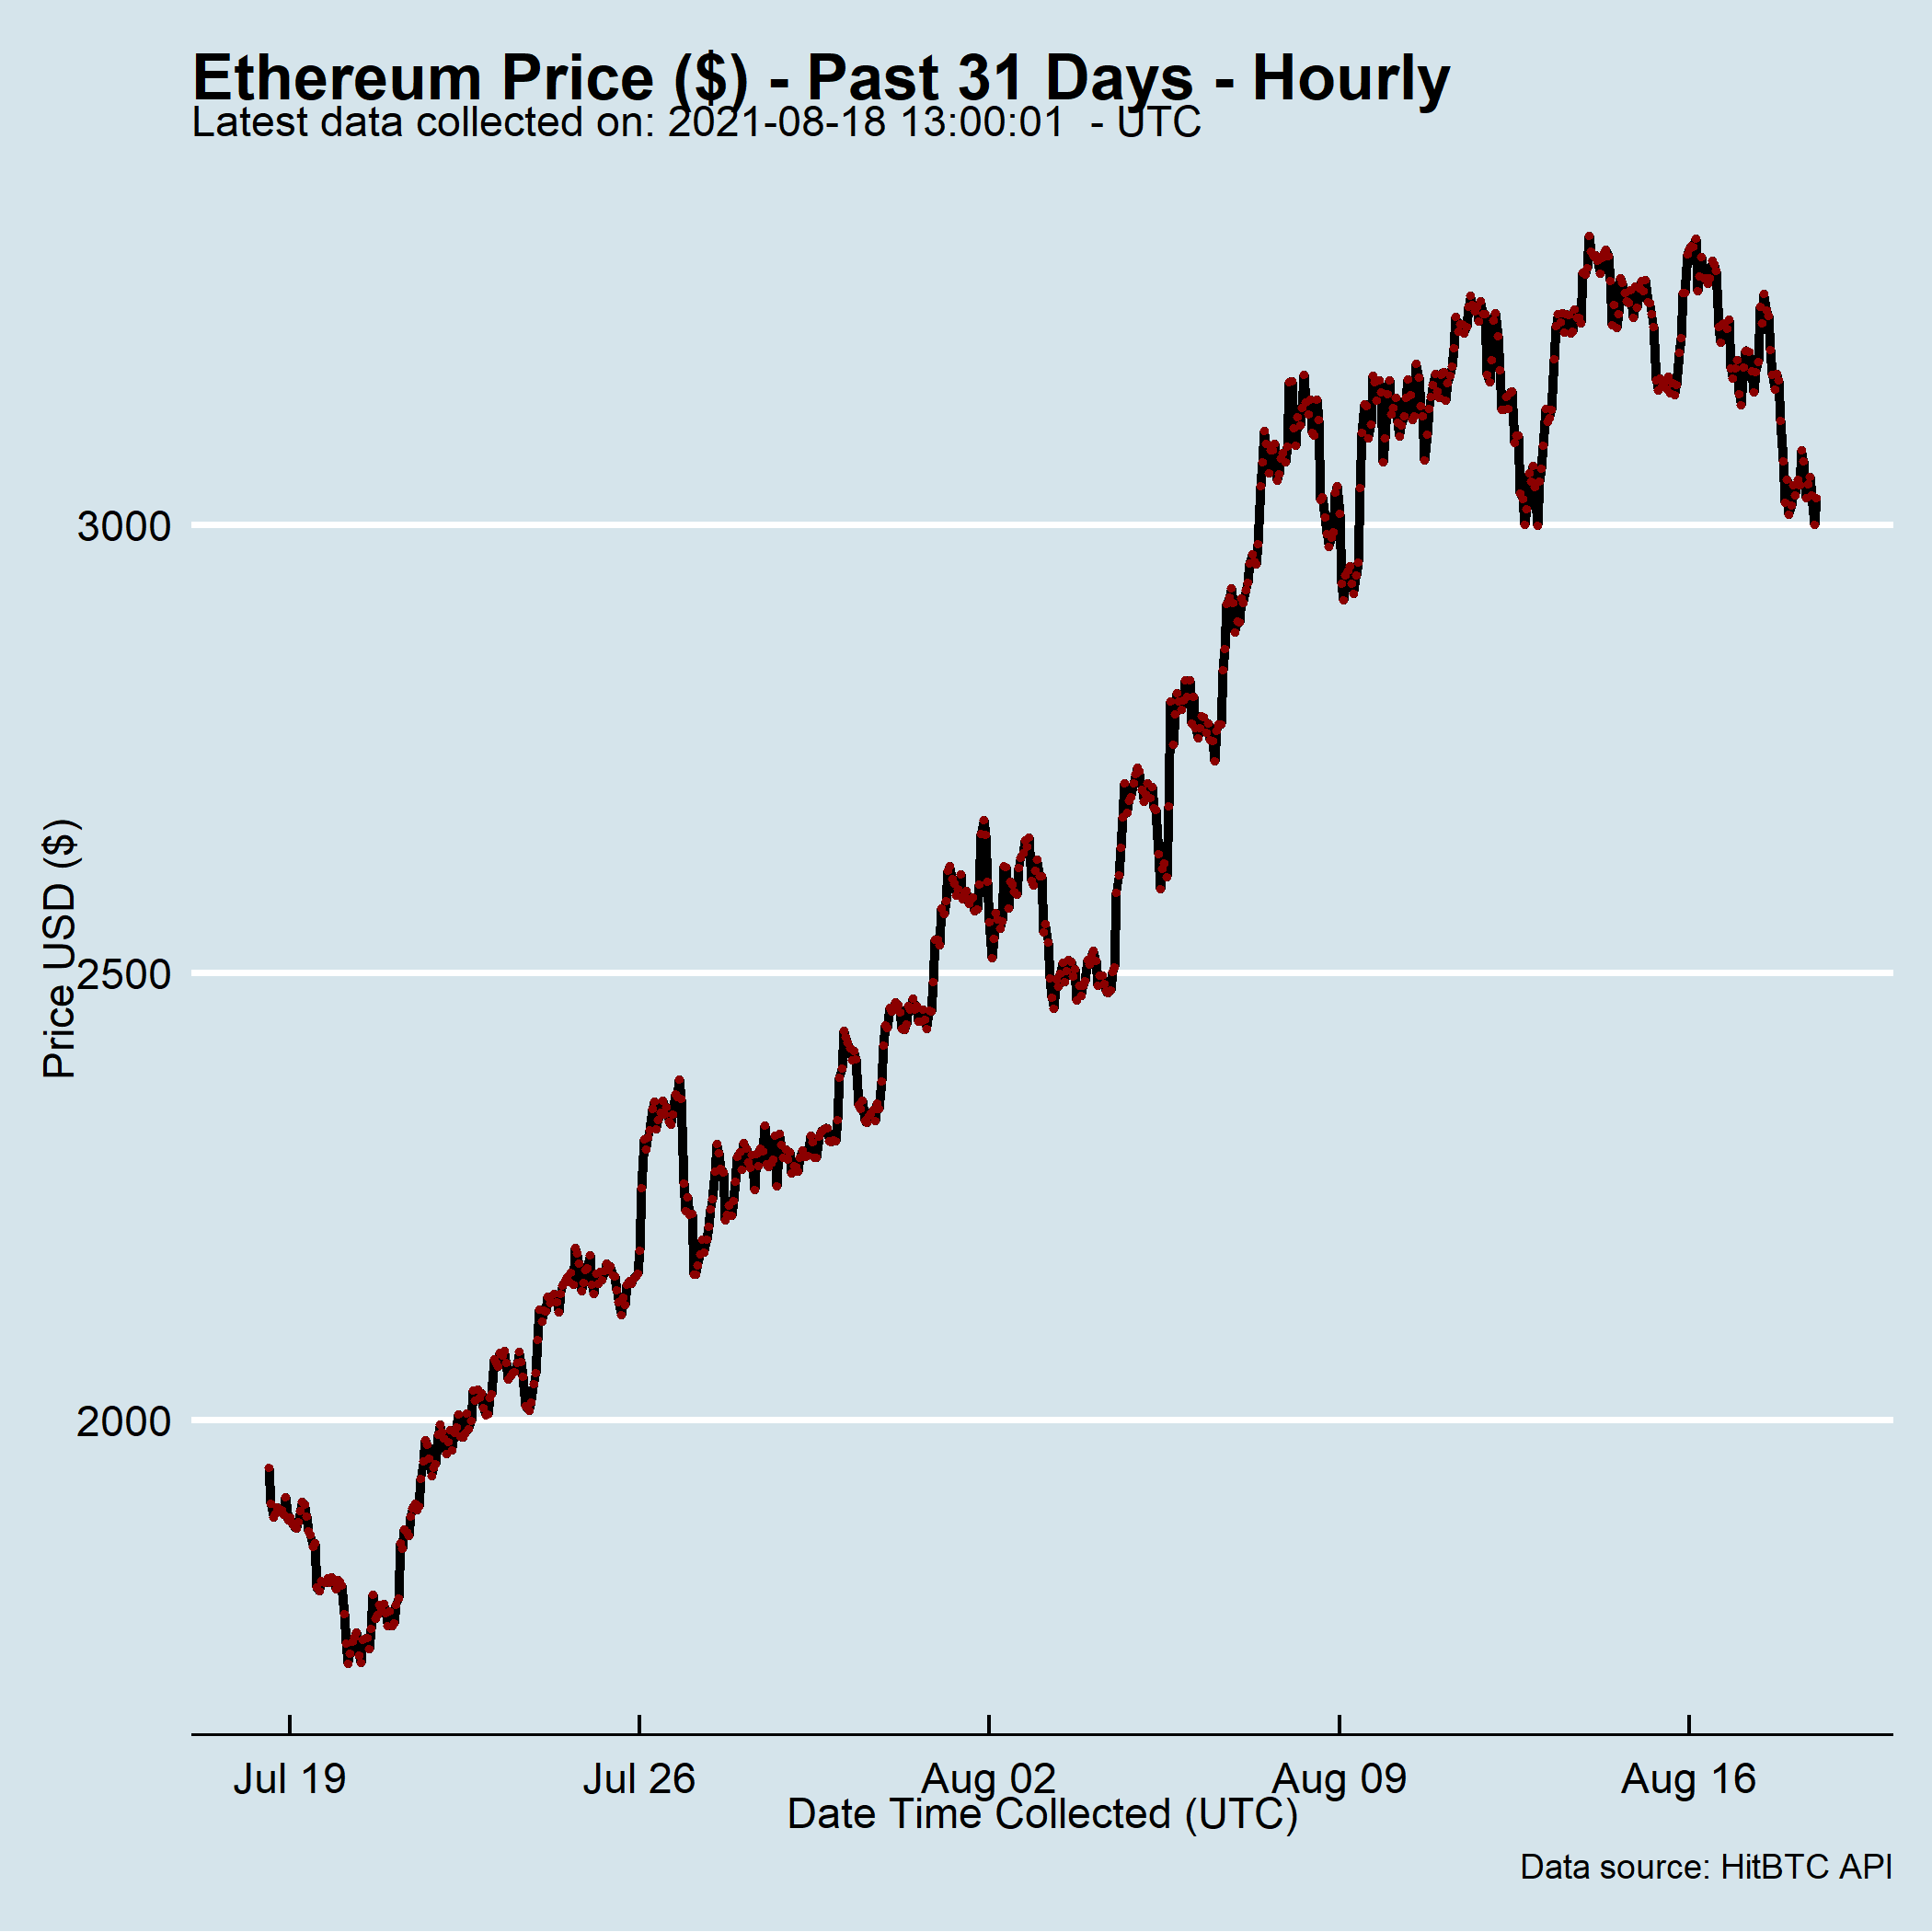 Ethereum Price ($) - Past 31 Days - Hourly
Latest data collected on: 2021-08-18 13:00:01  - UTC
Price USD ($)
3000
2500
2000
Jul 19 Jul 26 Aug 02 Aug 09 Aug 16
Date Time Collected (UTC)
Data source: HitBTC API